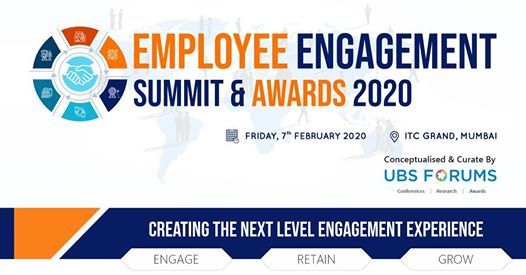 EMPLOYEE ENGAGEMENT
SUMMIT & AWARDS 2020
FRIDAY, 7th FEBRUARY 2020
ITC GRAND, MUMBAI
Conceptualised & Curate By
UBS FORUMS
Conferences | Research | Awards
CREATING THE NEXT LEVEL ENGAGEMENT EXPERIENCE
ENGAGE
RETAIN
GROW